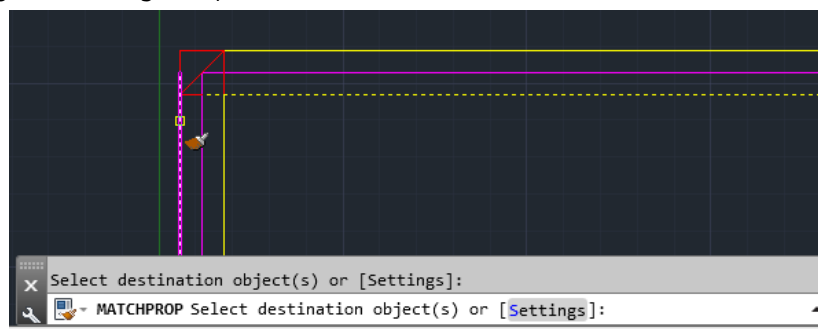 Select destination object(s) or [Settings]:
MATCHPROP Select destination object(s) or [Settings]: